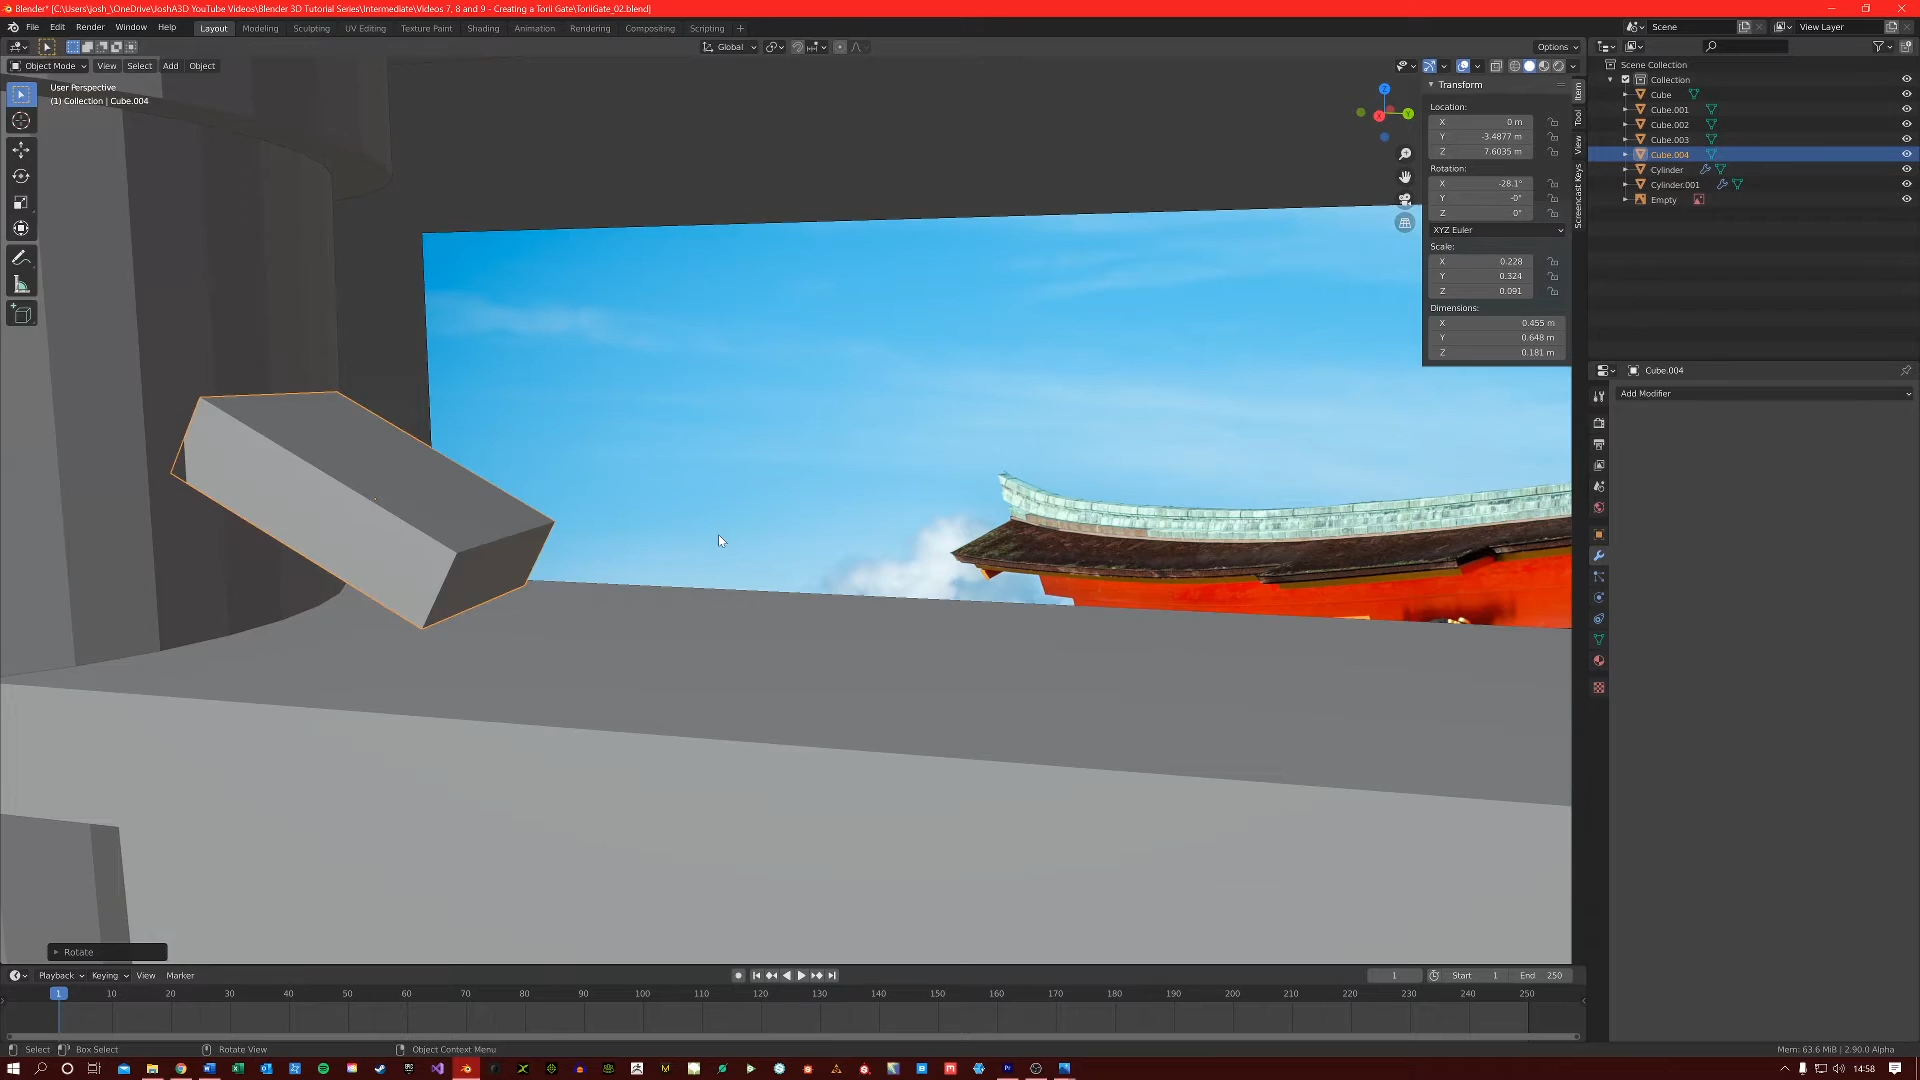 Blender* [C:\Users\josh_\OneDrive\JoshA3D YouTube Videos\Blender 3D Tutorial Series\Intermediate\Videos 7, 8 and 9 - Creating a Torii Gate\ToriiGate_02.blend]
File Edit Render Window Help Layout Modeling Sculpting UV Editing Texture Paint Shading Animation Rendering Compositing Scripting + Scene View Layer
Global Options
Object Mode View Select Add Object
User Perspective
(1) Collection | Cube.004
Transform
Location:
X 0 m
Y -3.4877 m
Z 7.6035 m
Rotation:
X -28.1°
Y -0°
Z 0°
XYZ Euler
Scale:
X 0.228
Y 0.324
Z 0.091
Dimensions:
X 0.455 m
Y 0.648 m
Z 0.181 m
Item
Tool
View
Screencast Keys
Scene Collection
Collection
Cube
Cube.001
Cube.002
Cube.003
Cube.004
Cylinder
Cylinder.001
Empty
Cube.004
Add Modifier
Rotate
Playback Keying View Marker 1 Start 1 End 250
1 10 20 30 40 50 60 70 80 90 100 110 120 130 140 150 160 170 180 190 200 210 220 230 240 250
Select Box Select Rotate View Object Context Menu Mem: 63.6 MiB | 2.90.0 Alpha
14:58